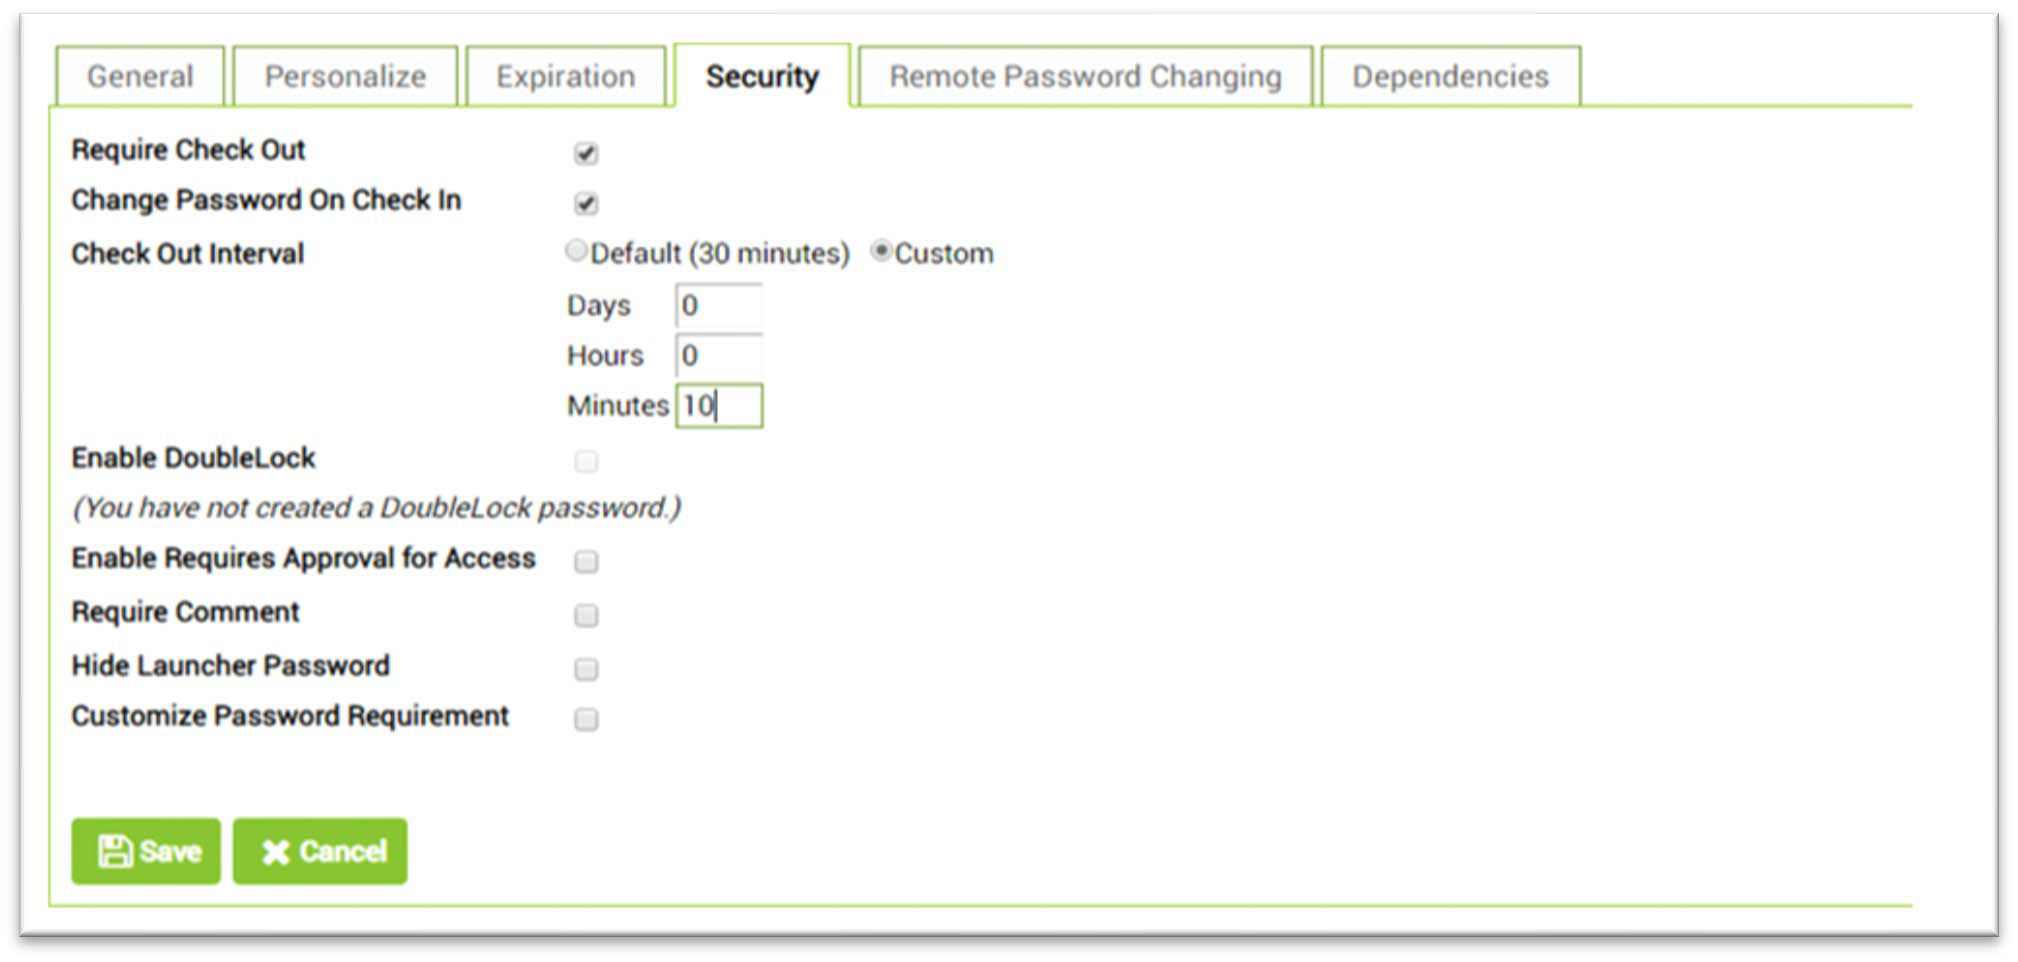 General Personalize Expiration Security Remote Password Changing Dependencies
Require Check Out
Change Password On Check In
Check Out Interval Default (30 minutes) Custom
Days 0
Hours 0
Minutes 10
Enable DoubleLock
(You have not created a DoubleLock password.)
Enable Requires Approval for Access
Require Comment
Hide Launcher Password
Customize Password Requirement
Save Cancel